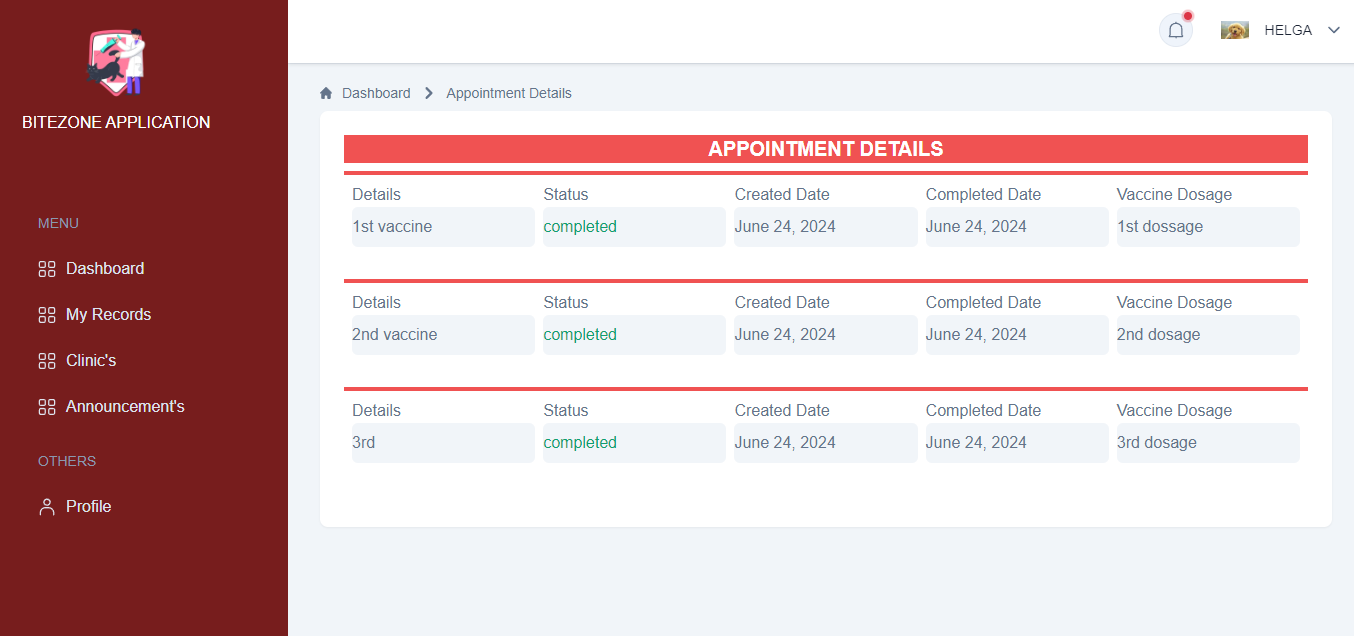 HELGA
BITEZONE APPLICATION
MENU
Dashboard
My Records
Clinic's
Announcement's
OTHERS
Profile
Dashboard > Appointment Details
APPOINTMENT DETAILS
Details Status Created Date Completed Date Vaccine Dosage
1st vaccine completed June 24, 2024 June 24, 2024 1st dossage
Details Status Created Date Completed Date Vaccine Dosage
2nd vaccine completed June 24, 2024 June 24, 2024 2nd dosage
Details Status Created Date Completed Date Vaccine Dosage
3rd completed June 24, 2024 June 24, 2024 3rd dosage